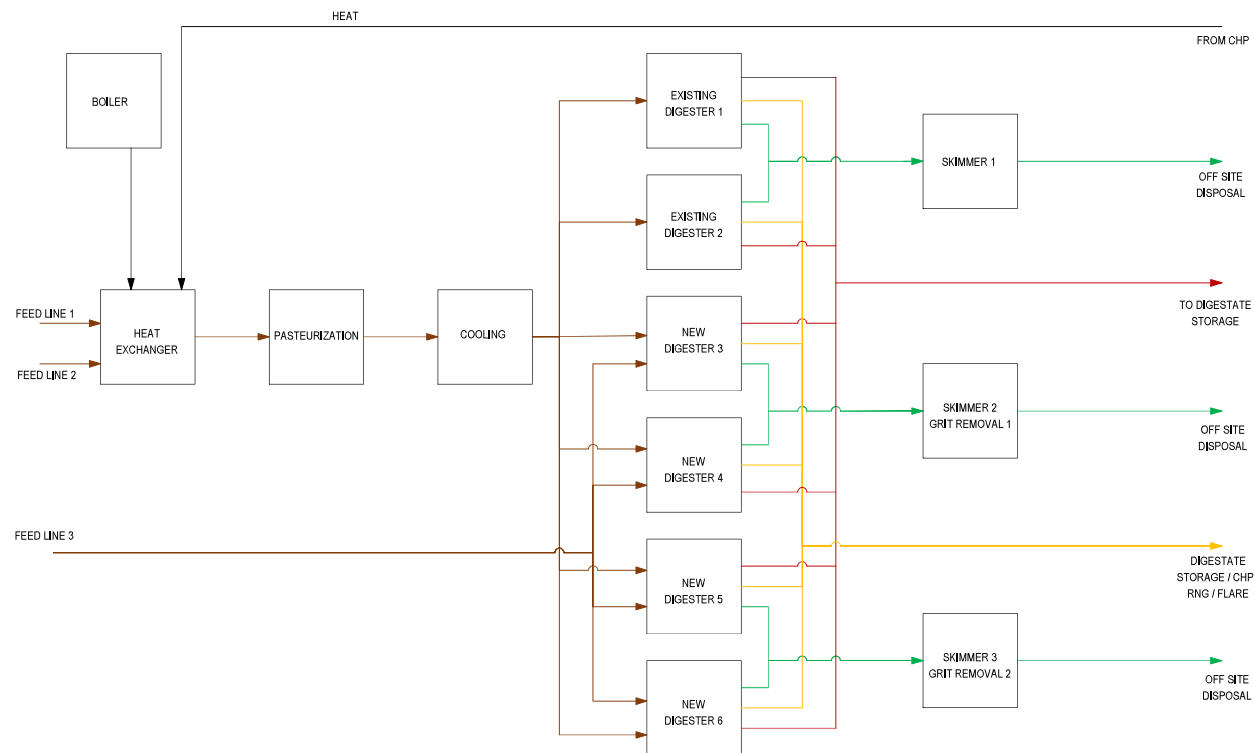 HEAT
FROM CHP
BOILER
EXISTING
DIGESTER 1
SKIMMER 1
OFF SITE
DISPOSAL
EXISTING
DIGESTER 2
FEED LINE 1
FEED LINE 2
HEAT
EXCHANGER
PASTEURIZATION
COOLING
NEW
DIGESTER 3
TO DIGESTATE
STORAGE
NEW
DIGESTER 4
SKIMMER 2
GRIT REMOVAL 1
OFF SITE
DISPOSAL
FEED LINE 3
NEW
DIGESTER 5
DIGESTATE
STORAGE / CHP
RNG / FLARE
NEW
DIGESTER 6
SKIMMER 3
GRIT REMOVAL 2
OFF SITE
DISPOSAL